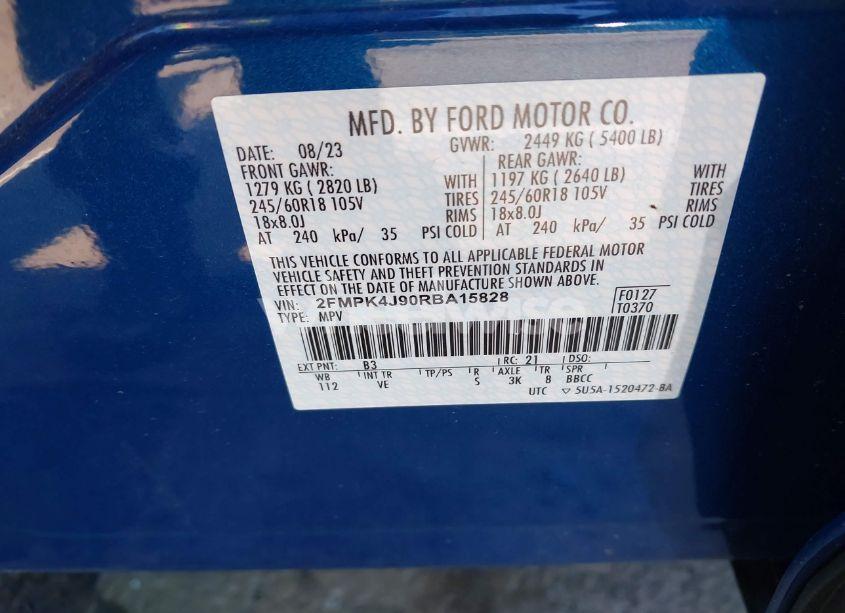 MFD. BY FORD MOTOR CO.
DATE: 08/23 GVWR: 2449 KG ( 5400 LB)
FRONT GAWR: REAR GAWR:
1279 KG ( 2820 LB) WITH 1197 KG ( 2640 LB) WITH
245/60R18 105V TIRES 245/60R18 105V TIRES
18x8.0J RIMS 18x8.0J RIMS
AT 240 kPa/ 35 PSI COLD AT 240 kPa/ 35 PSI COLD
THIS VEHICLE CONFORMS TO ALL APPLICABLE FEDERAL MOTOR
VEHICLE SAFETY AND THEFT PREVENTION STANDARDS IN
EFFECT ON THE DATE OF MANUFACTURE SHOWN ABOVE.
VIN: 2FMPK4J90RBA15828 F0127
TYPE: MPV T0370
EXT PNT: B3 RC: 21 DSO:
WB INT TR TP/PS R AXLE TR SPR
112 VE S 3K 8 BBCC
UTC ▽ 5U5A-1520472-BA